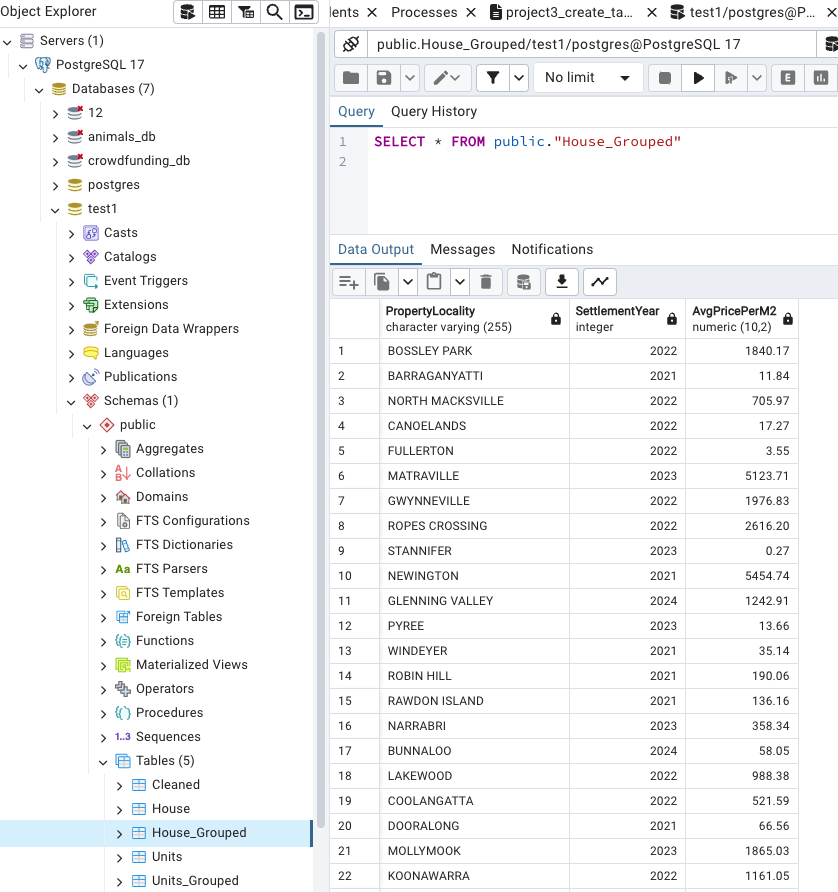 Object Explorer
Servers (1)
PostgreSQL 17
Databases (7)
12
animals_db
crowdfunding_db
postgres
test1
Casts
Catalogs
Event Triggers
Extensions
Foreign Data Wrappers
Languages
Publications
Schemas (1)
public
Aggregates
Collations
Domains
FTS Configurations
FTS Dictionaries
Aa FTS Parsers
FTS Templates
Foreign Tables
Functions
Materialized Views
Operators
Procedures
1..3 Sequences
Tables (5)
Cleaned
House
House_Grouped
Units
Units_Grouped
lents Processes project3_create_ta... test1/postgres@P...
public.House_Grouped/test1/postgres@PostgreSQL 17
No limit E
Query Query History
1 SELECT * FROM public."House_Grouped"
2
Data Output Messages Notifications
PropertyLocality SettlementYear AvgPricePerM2
character varying (255) integer numeric (10,2)
1 BOSSLEY PARK 2022 1840.17
2 BARRAGANYATTI 2021 11.84
3 NORTH MACKSVILLE 2022 705.97
4 CANOELANDS 2022 17.27
5 FULLERTON 2022 3.55
6 MATRAVILLE 2023 5123.71
7 GWYNNEVILLE 2022 1976.83
8 ROPES CROSSING 2022 2616.20
9 STANNIFER 2023 0.27
10 NEWINGTON 2021 5454.74
11 GLENNING VALLEY 2024 1242.91
12 PYREE 2023 13.66
13 WINDEYER 2021 35.14
14 ROBIN HILL 2021 190.06
15 RAWDON ISLAND 2021 136.16
16 NARRABRI 2023 358.34
17 BUNNALOO 2024 58.05
18 LAKEWOOD 2022 988.38
19 COOLANGATTA 2022 521.59
20 DOORALONG 2021 66.56
21 MOLLYMOOK 2023 1865.03
22 KOONAWARRA 2022 1161.05